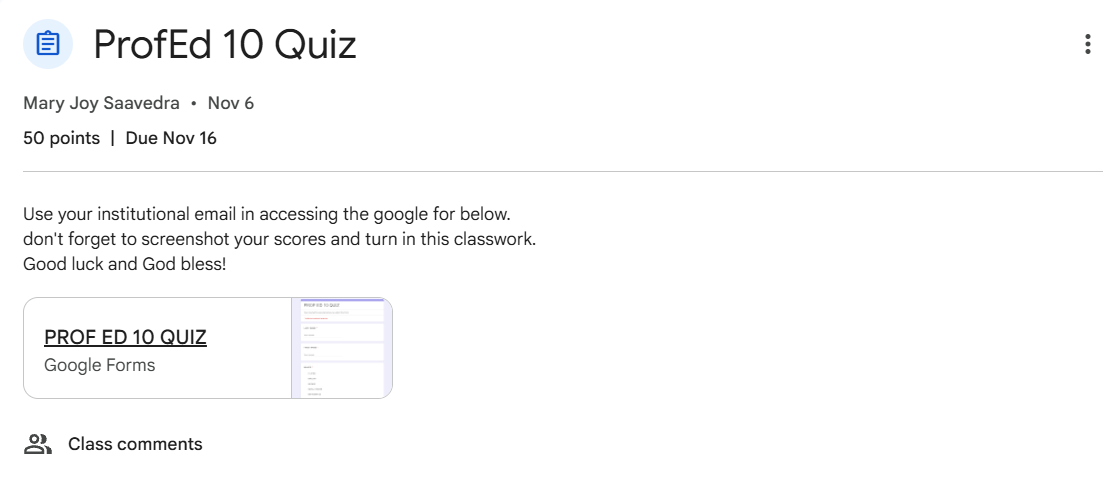 ProfEd 10 Quiz
Mary Joy Saavedra • Nov 6
50 points | Due Nov 16
Use your institutional email in accessing the google for below.
don't forget to screenshot your scores and turn in this classwork.
Good luck and God bless!
PROF ED 10 QUIZ
Google Forms
Class comments